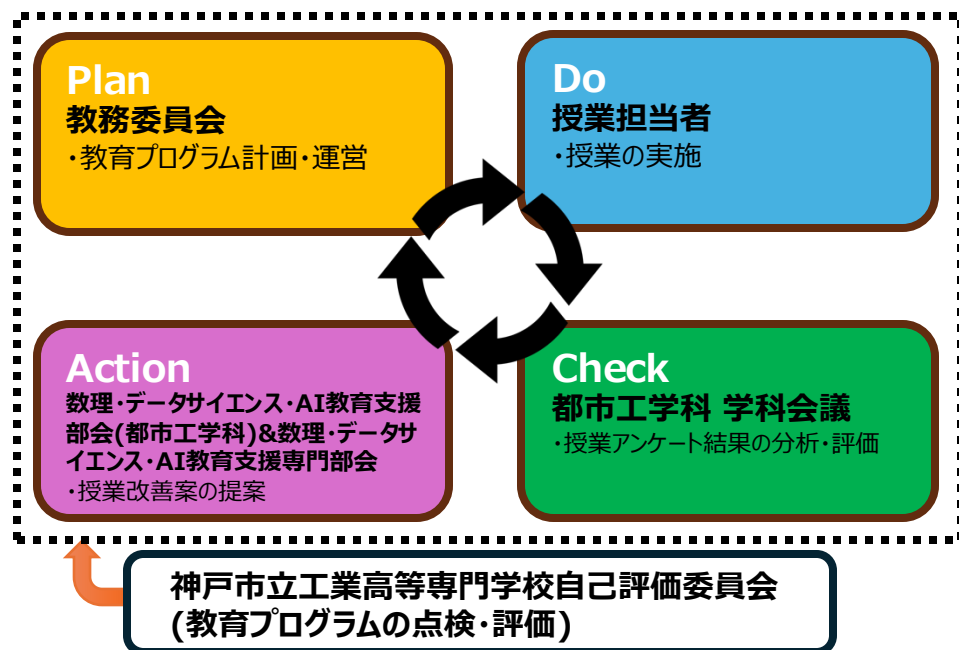 Plan
教務委員会
・教育プログラム計画・運営
Do
授業担当者
・授業の実施
Action
数理・データサイエンス・AI教育支援
部会(都市工学科)&数理・データサ
イエンス・AI教育支援専門部会
・授業改善案の提案
Check
都市工学科 学科会議
・授業アンケート結果の分析・評価
神戸市立工業高等専門学校自己評価委員会
(教育プログラムの点検・評価)